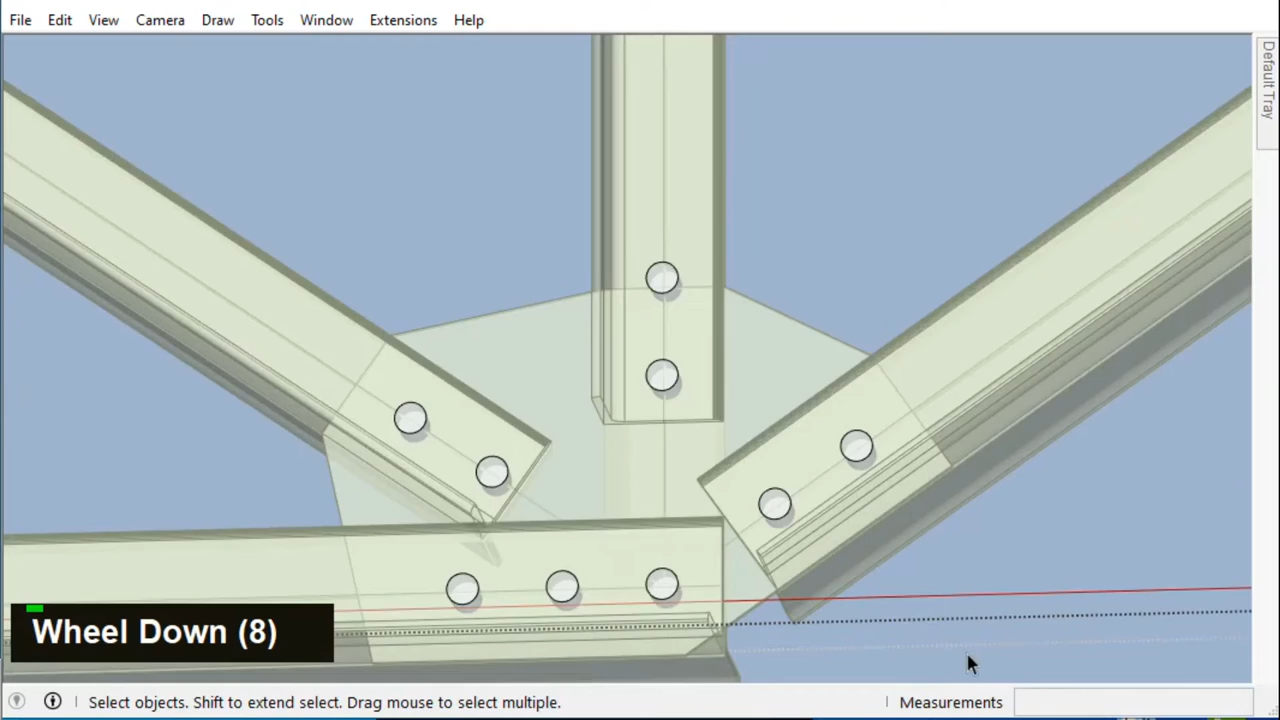 File Edit View Camera Draw Tools Window Extensions Help
Default Tray
Wheel Down (8)
Select objects. Shift to extend select. Drag mouse to select multiple.
Measurements